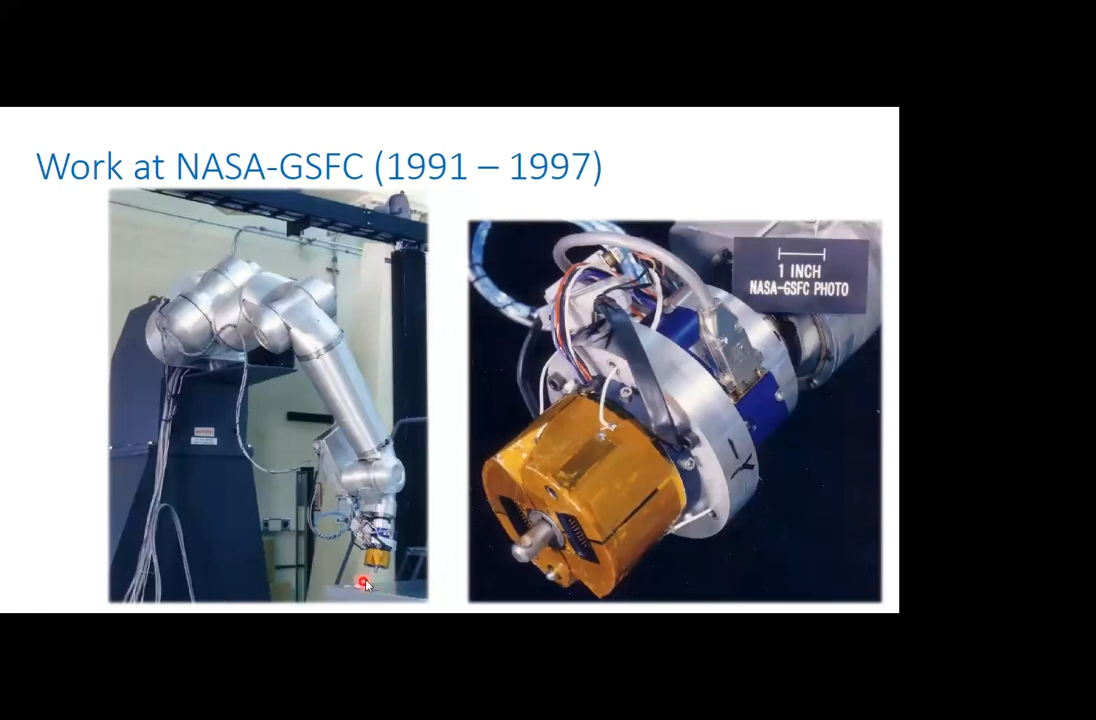 Work at NASA-GSFC (1991 – 1997)
1 INCH
NASA-GSFC PHOTO